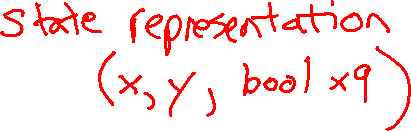 state representation
(x, y, bool x9)